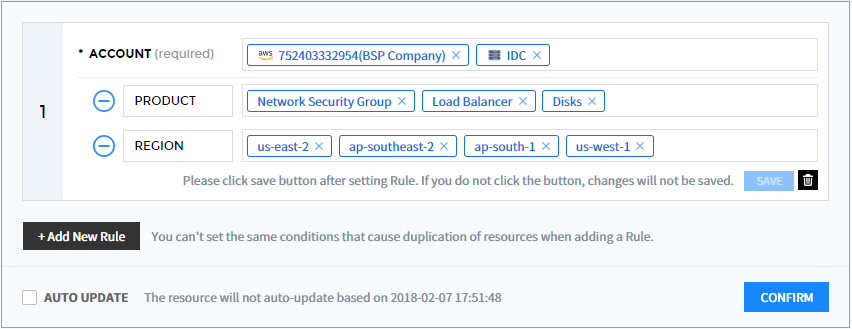 1
* ACCOUNT (required)
aws 752403332954(BSP Company) × IDC ×
PRODUCT
Network Security Group × Load Balancer × Disks ×
REGION
us-east-2 × ap-southeast-2 × ap-south-1 × us-west-1 ×
Please click save button after setting Rule. If you do not click the button, changes will not be saved. SAVE
+ Add New Rule You can't set the same conditions that cause duplication of resources when adding a Rule.
AUTO UPDATE The resource will not auto-update based on 2018-02-07 17:51:48 CONFIRM